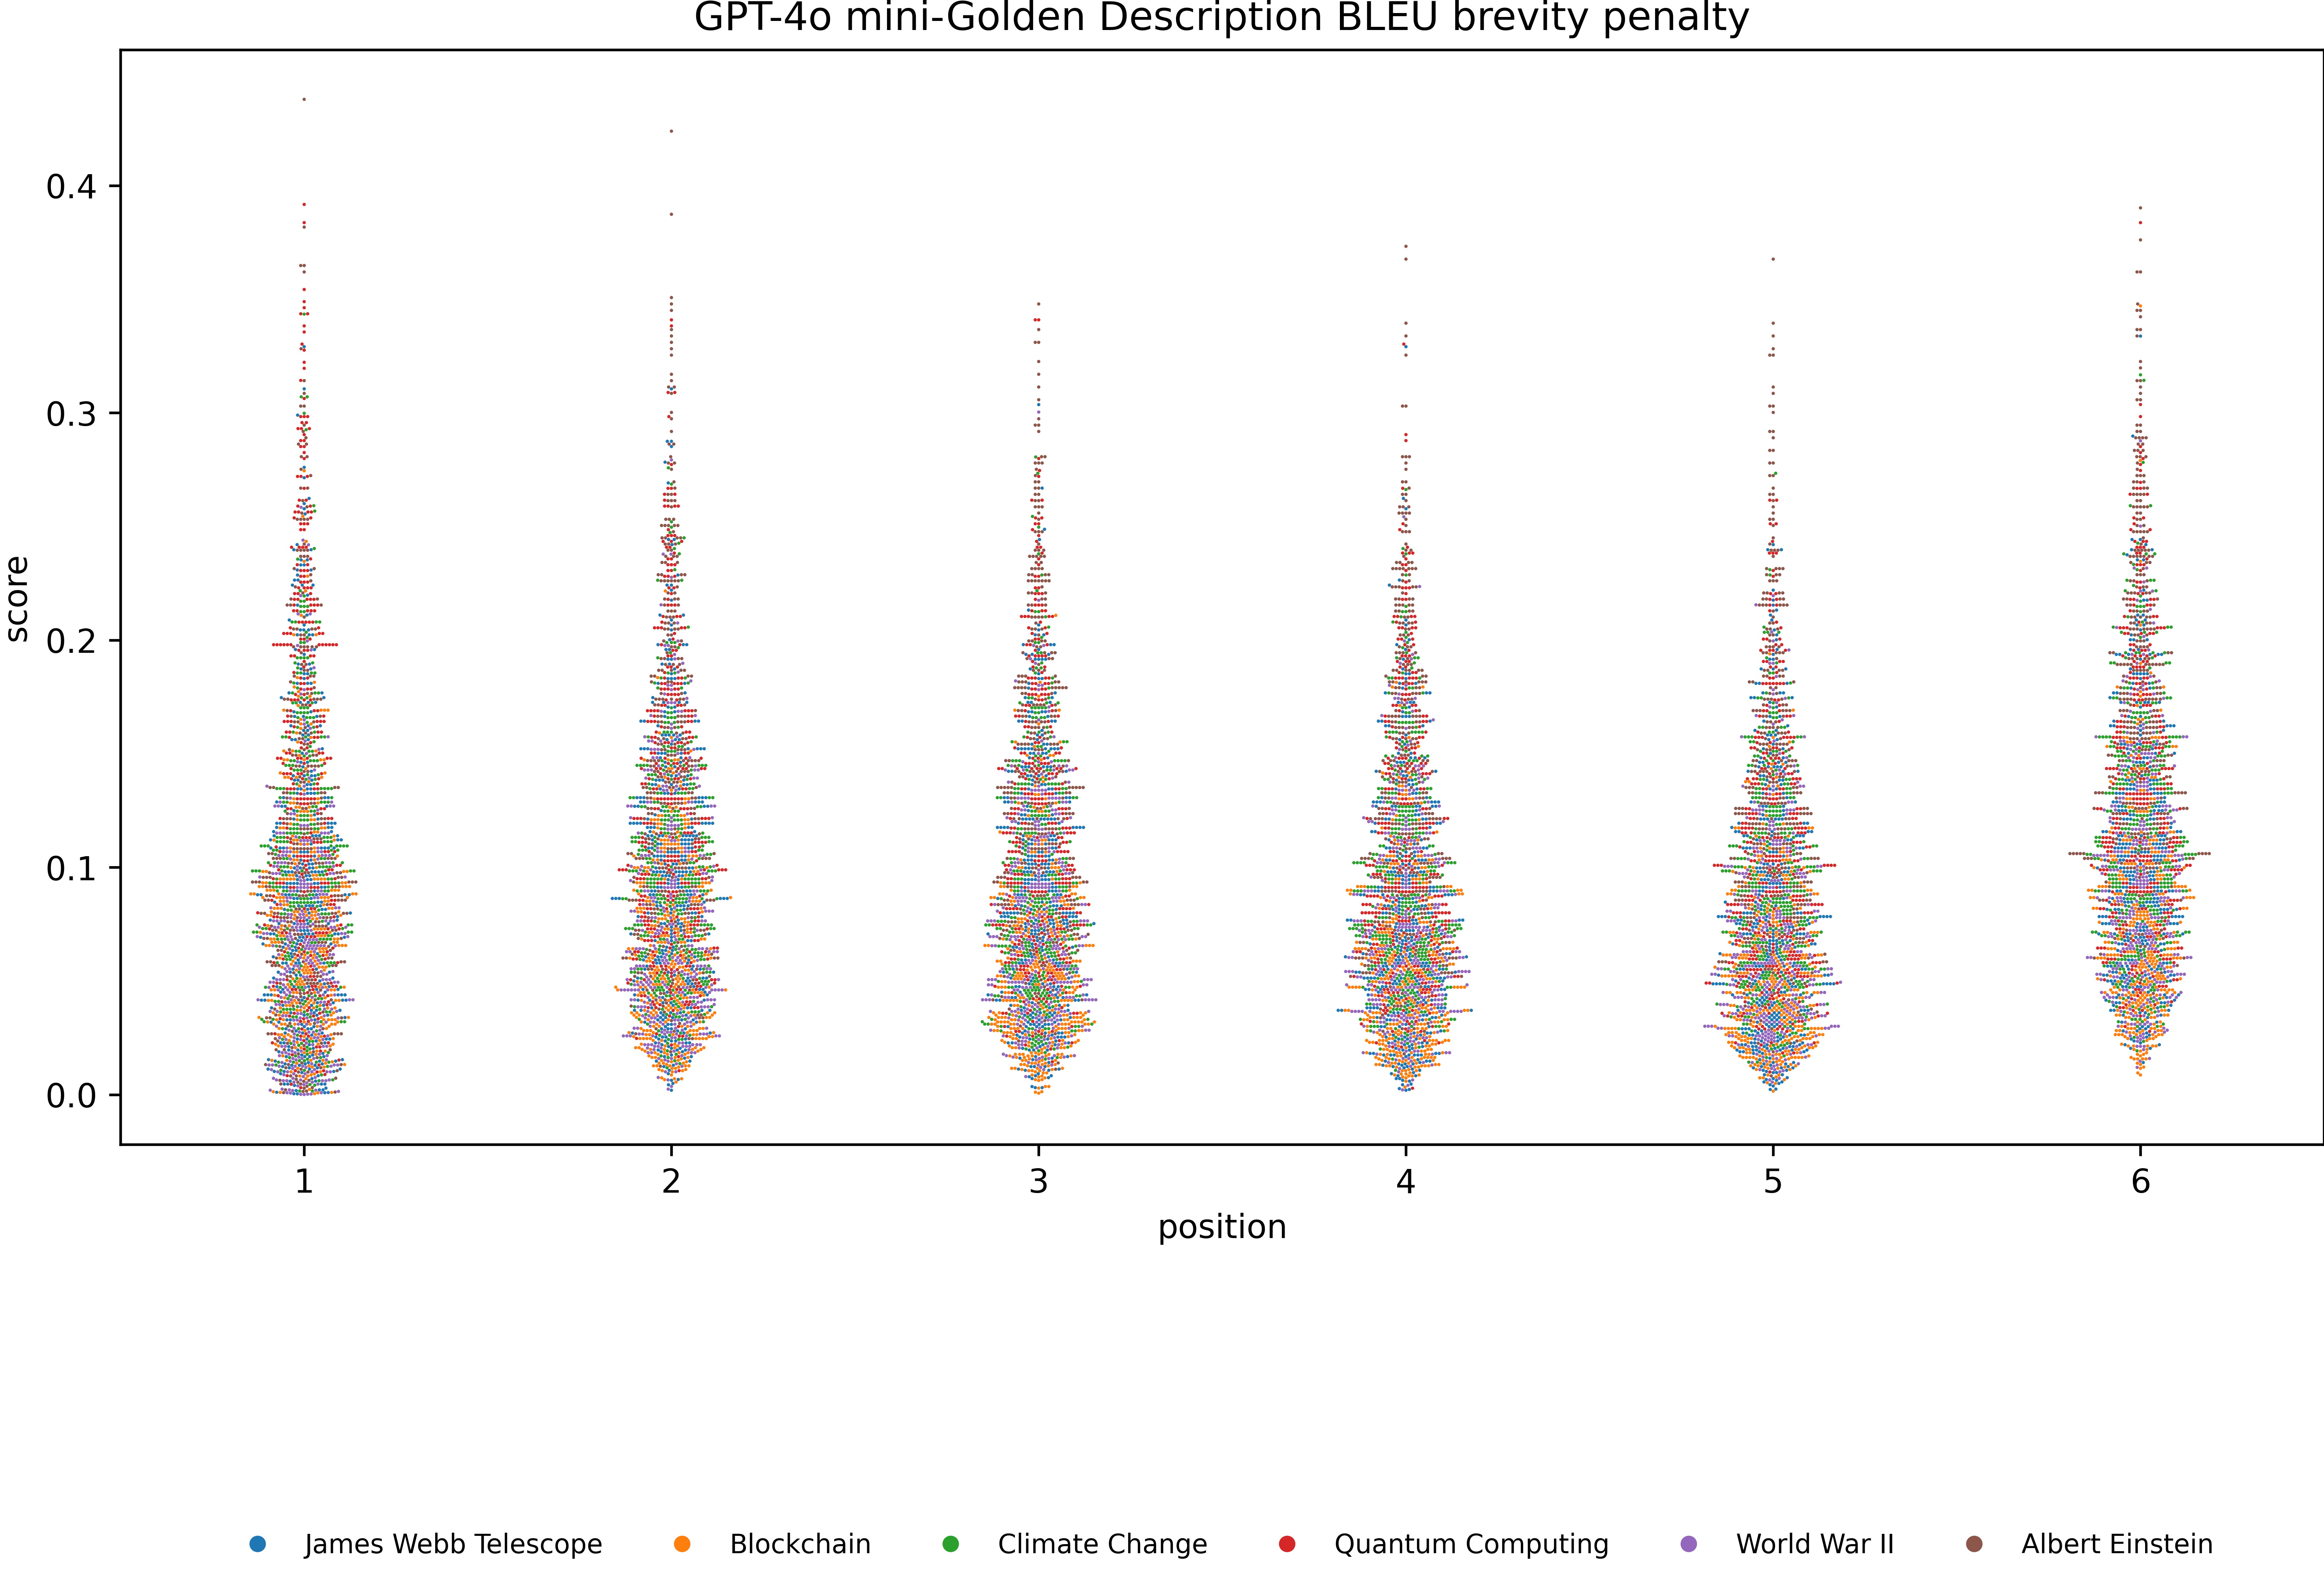 GPT-4o mini-Golden Description BLEU brevity penalty
score
0.4
0.3
0.2
0.1
0.0
1 2 3 4 5 6
position
James Webb Telescope Blockchain Climate Change Quantum Computing World War II Albert Einstein